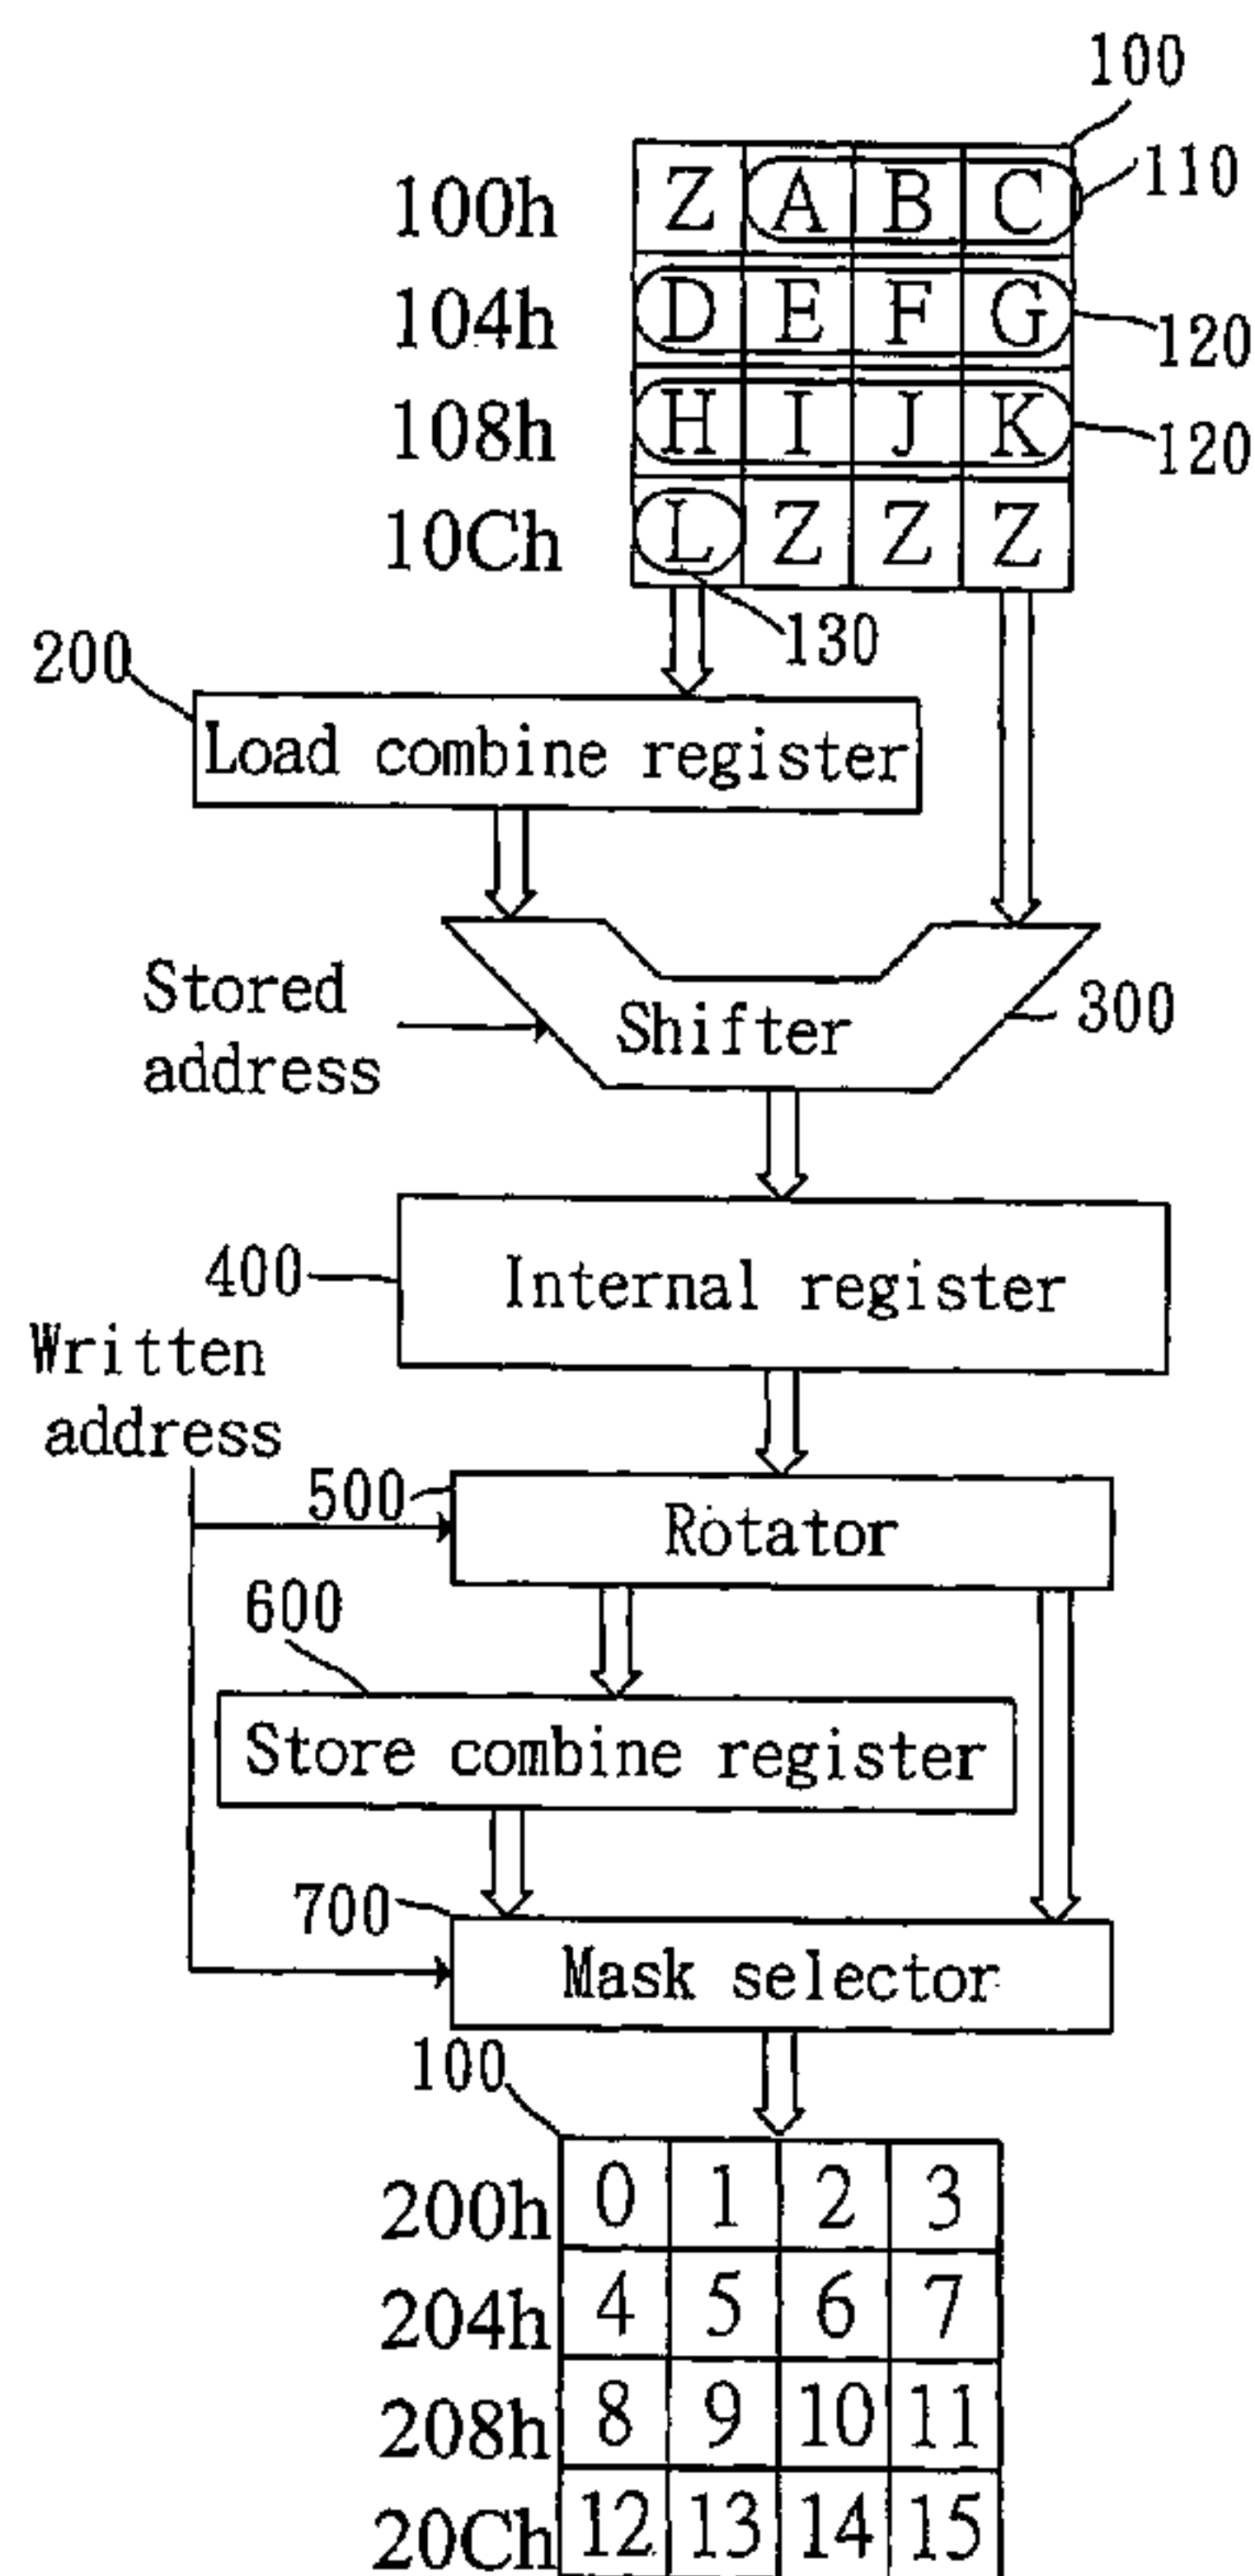 100
110
100h Z A B C
104h D E F G
120
108h H I J K
120
10Ch L Z Z Z
130
200
Load combine register
Stored
address
Shifter
300
400
Internal register
Written
address
500
Rotator
600
Store combine register
700
Mask selector
100
200h 0 1 2 3
204h 4 5 6 7
208h 8 9 10 11
20Ch 12 13 14 15